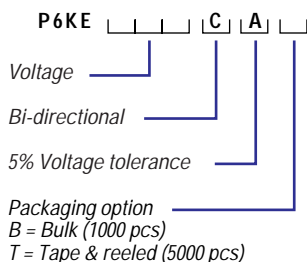 P6KE C A
Voltage
Bi-directional
5% Voltage tolerance
Packaging option
B = Bulk (1000 pcs)
T = Tape & reeled (5000 pcs)